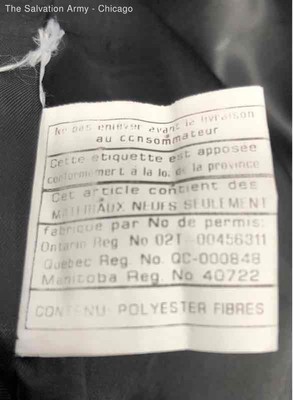 The Salvation Army - Chicago
Ne pas enlever avant la livraison
au consommateur
Cette etiquette est apposee
conformement a la loi de la province
Cet article contient des
MATERIAUX NEUFS SEULEMENT
fabrique par No de permis:
Ontario Reg No 02T-00456311
Quebec Reg. No. QC-000848
Manitoba Reg. No 40722
CONTENU: POLYESTER FIBRES